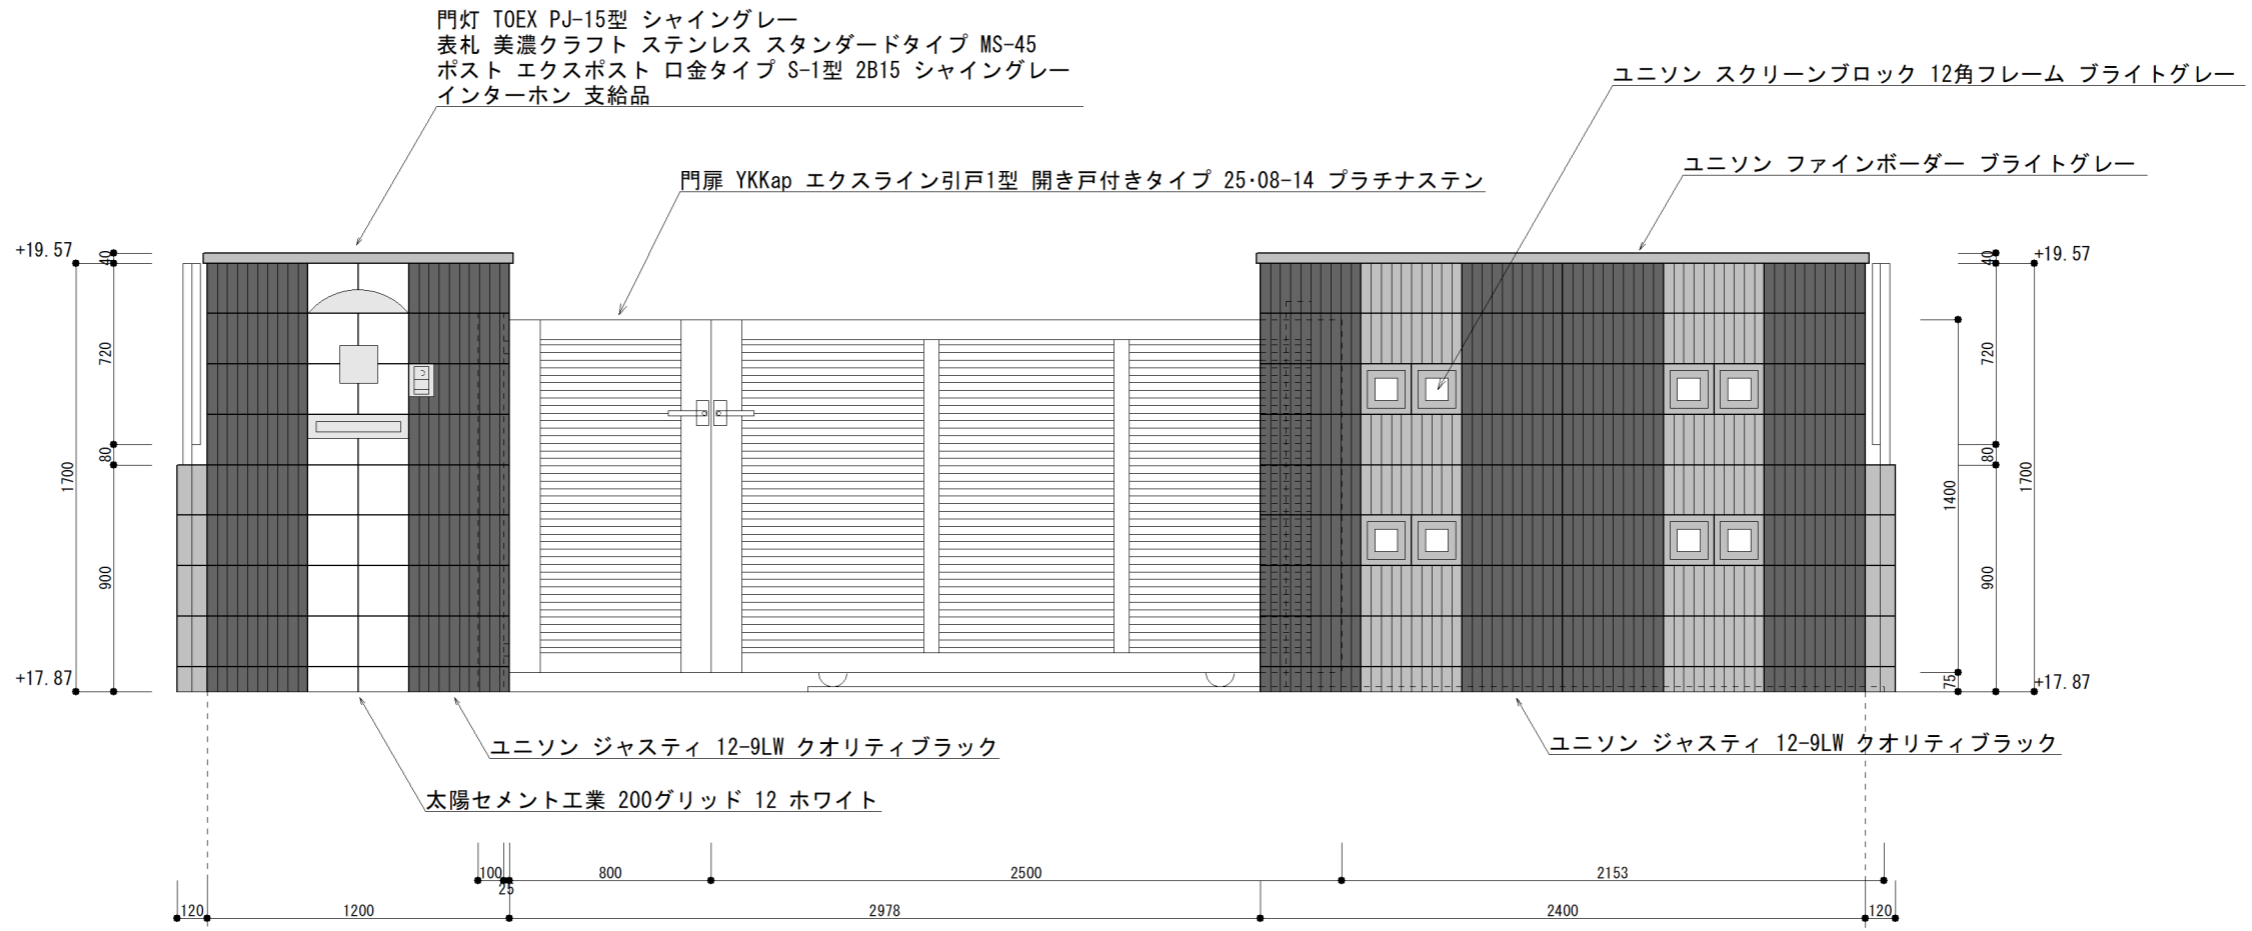 門灯 TOEX PJ-15型 シャイングレー
表札 美濃クラフト ステンレス スタンダードタイプ MS-45
ポスト エクスポスト 口金タイプ S-1型 2B15 シャイングレー
インターホン 支給品
ユニソン スクリーンブロック 12角フレーム ブライトグレー
ユニソン ファインボーダー ブライトグレー
門扉 YKKap エクスライン引戸1型 開き戸付きタイプ 25・08-14 プラチナステン
+19.57
40
720
80
1700
900
+17.87
+19.57
40
720
80
1700
1400
900
75
+17.87
ユニソン ジャスティ 12-9LW クオリティブラック
ユニソン ジャスティ 12-9LW クオリティブラック
太陽セメント工業 200グリッド 12 ホワイト
100
25
800
2500
2153
120
1200
2978
2400
120